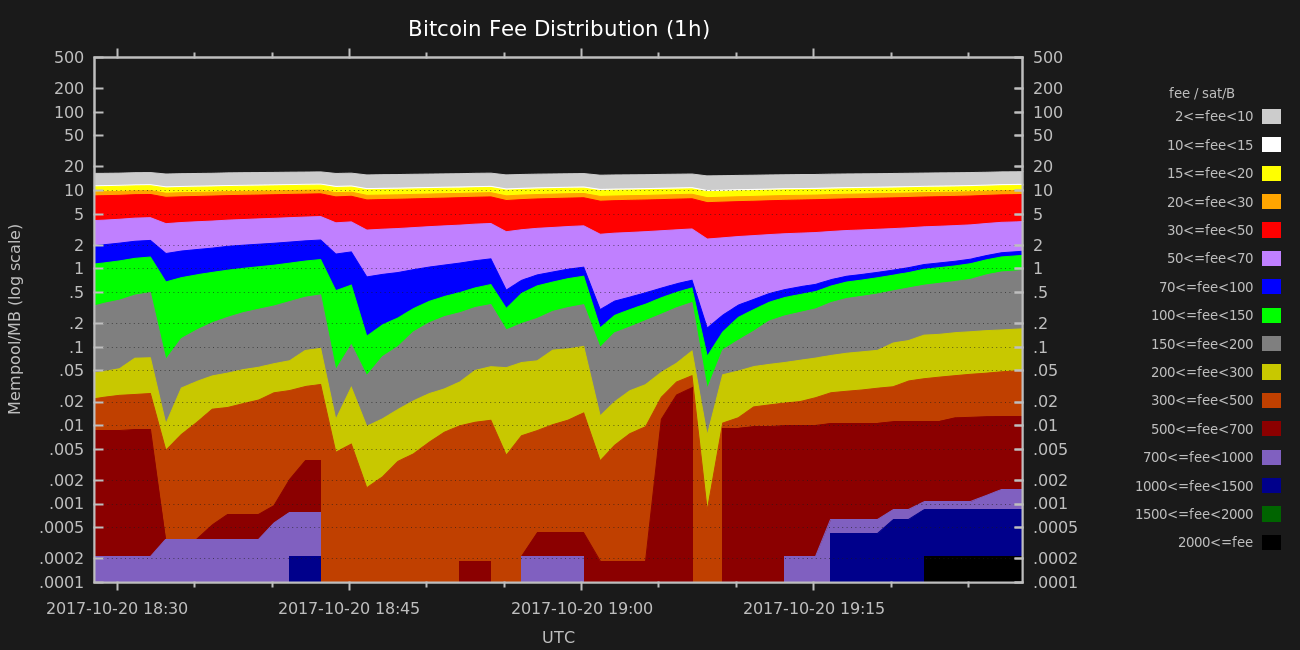 Bitcoin Fee Distribution (1h)
Mempool/MB (log scale)
500
200
100
50
20
10
5
2
1
.5
.2
.1
.05
.02
.01
.005
.002
.001
.0005
.0002
.0001
500
200
100
50
20
10
5
2
1
.5
.2
.1
.05
.02
.01
.005
.002
.001
.0005
.0002
.0001
2017-10-20 18:30
2017-10-20 18:45
2017-10-20 19:00
2017-10-20 19:15
UTC
fee / sat/B
2<=fee<10
10<=fee<15
15<=fee<20
20<=fee<30
30<=fee<50
50<=fee<70
70<=fee<100
100<=fee<150
150<=fee<200
200<=fee<300
300<=fee<500
500<=fee<700
700<=fee<1000
1000<=fee<1500
1500<=fee<2000
2000<=fee